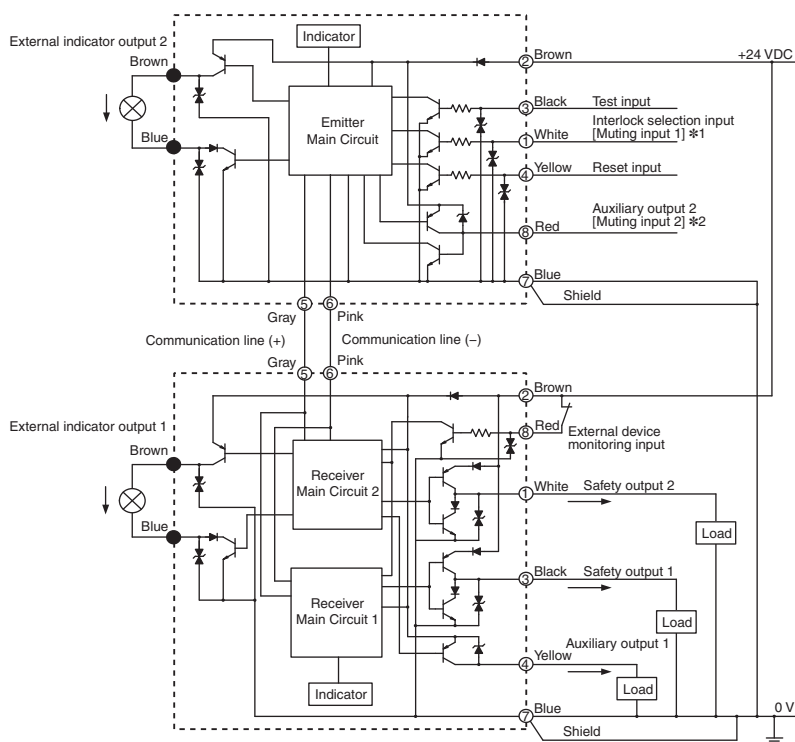 External indicator output 2
Indicator
Brown
2 Brown
+24 VDC
Emitter
Main Circuit
3 Black Test input
Interlock selection input
1 White
[Muting input 1] *1
Blue
4 Yellow Reset input
Auxiliary output 2
8 Red
[Muting input 2] *2
7 Blue
Shield
5 6
Gray Pink
Communication line (+) Communication line (−)
Gray Pink
5 6
2 Brown
External indicator output 1
8 Red
External device
monitoring input
Brown
Receiver
Main Circuit 2
1 White Safety output 2
Blue
Load
3 Black Safety output 1
Receiver
Main Circuit 1
Load
Auxiliary output 1
4 Yellow
Indicator
Load
7 Blue
0 V
Shield